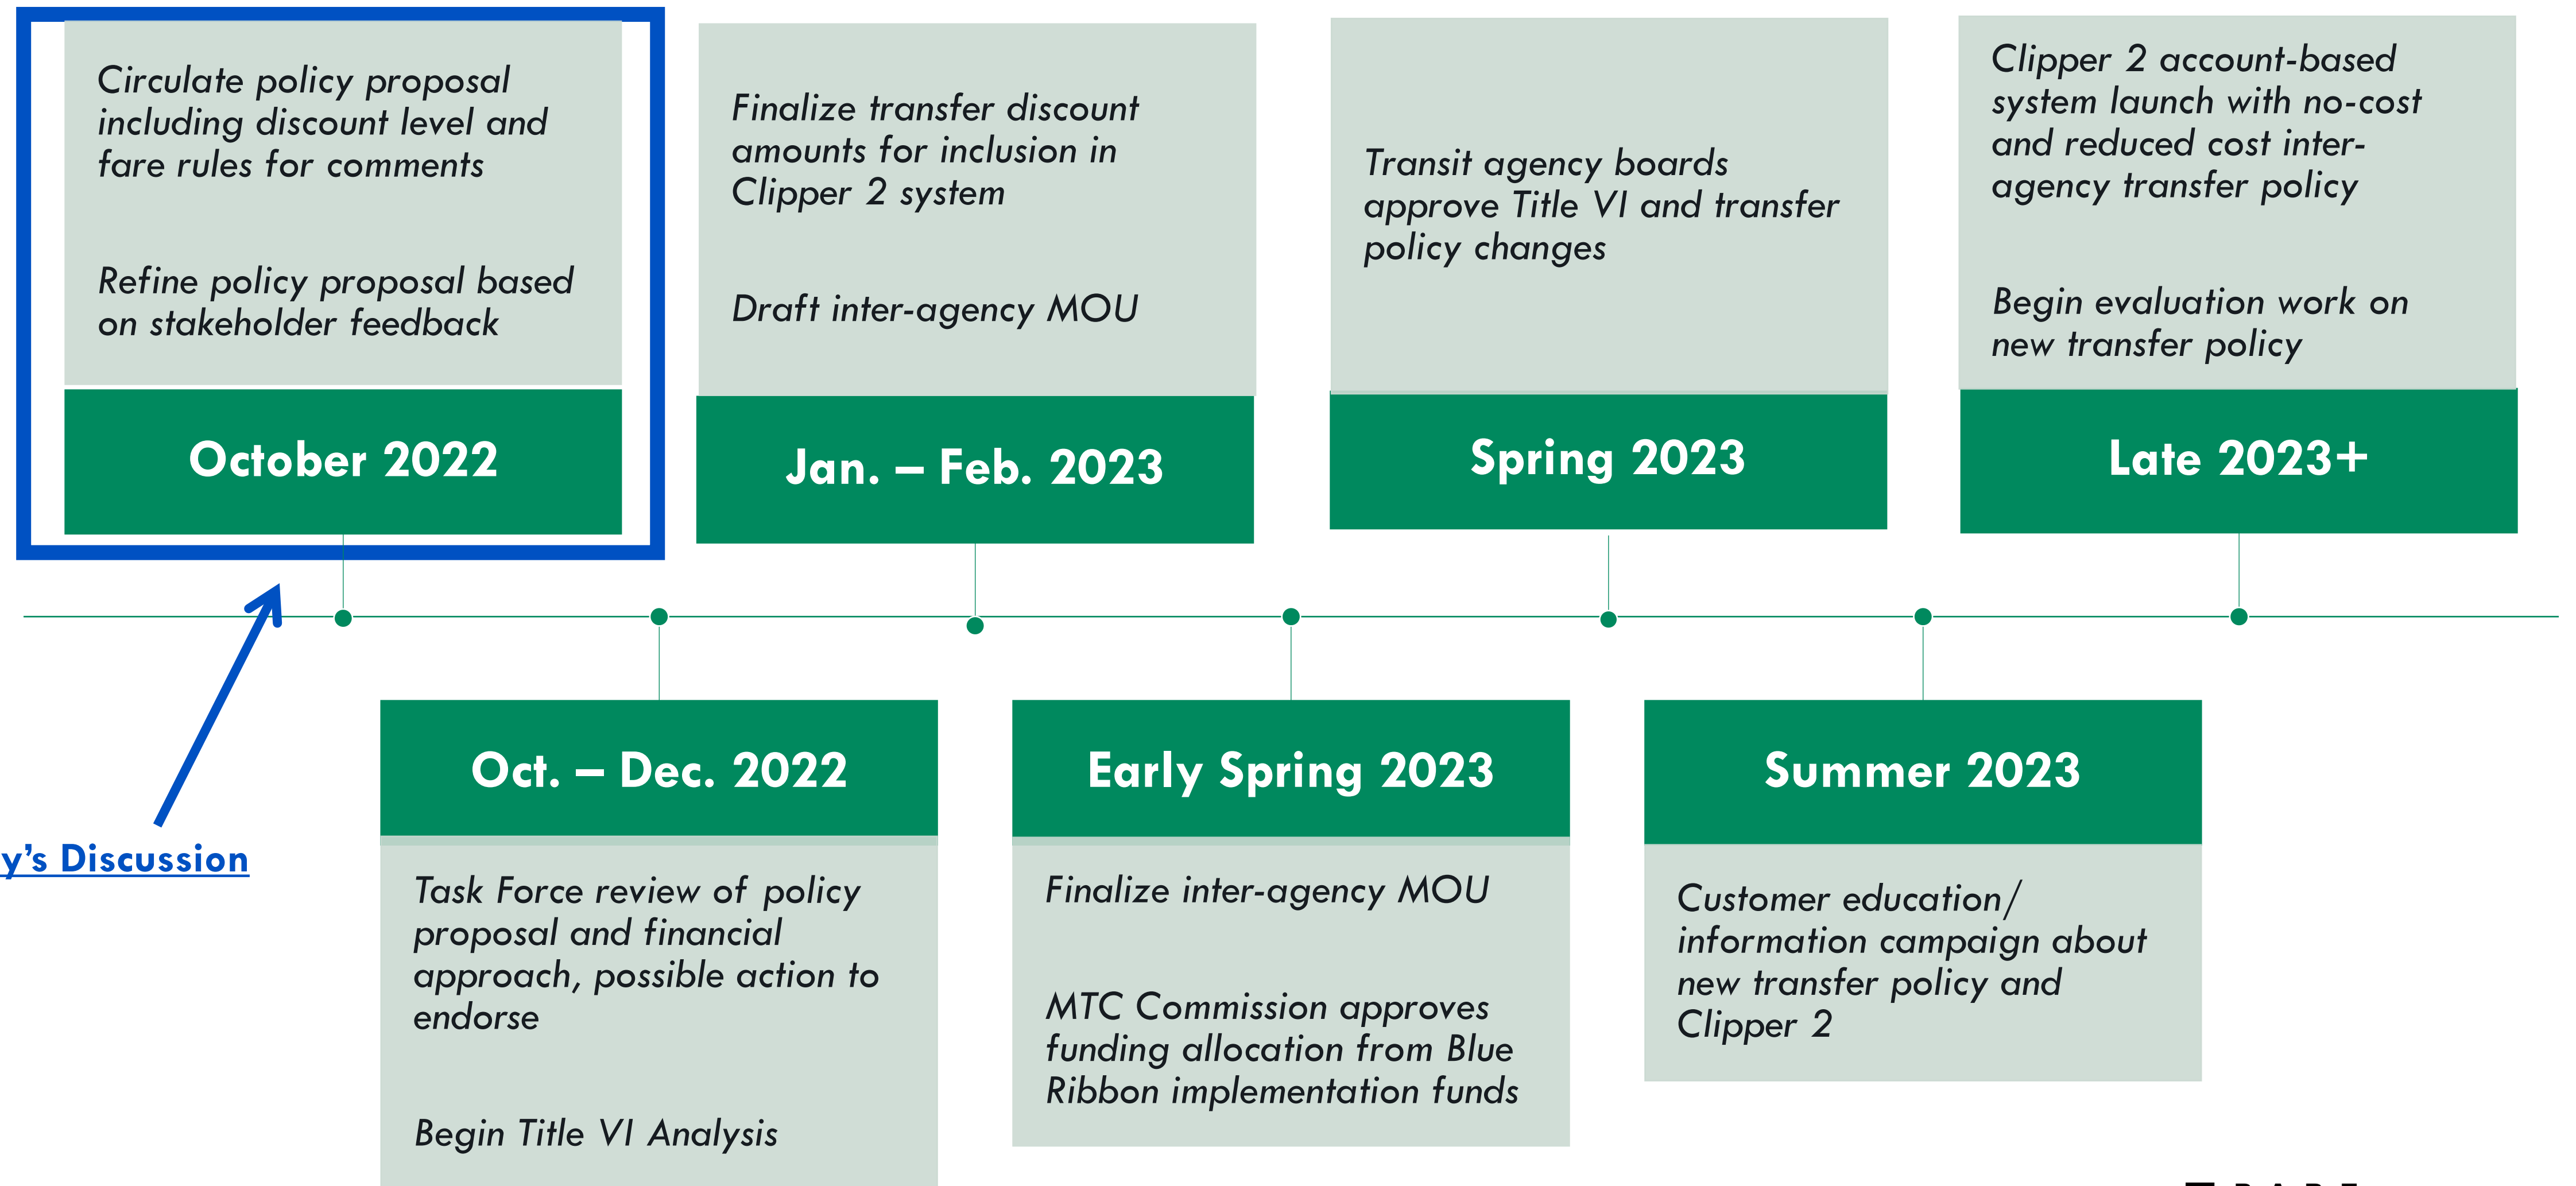 Circulate policy proposal
including discount level and
fare rules for comments
Refine policy proposal based
on stakeholder feedback
October 2022
Finalize transfer discount
amounts for inclusion in
Clipper 2 system
Draft inter-agency MOU
Jan. – Feb. 2023
Transit agency boards
approve Title VI and transfer
policy changes
Spring 2023
Clipper 2 account-based
system launch with no-cost
and reduced cost inter-
agency transfer policy
Begin evaluation work on
new transfer policy
Late 2023+
y’s Discussion
Oct. – Dec. 2022
Task Force review of policy
proposal and financial
approach, possible action to
endorse
Begin Title VI Analysis
Early Spring 2023
Finalize inter-agency MOU
MTC Commission approves
funding allocation from Blue
Ribbon implementation funds
Summer 2023
Customer education/
information campaign about
new transfer policy and
Clipper 2